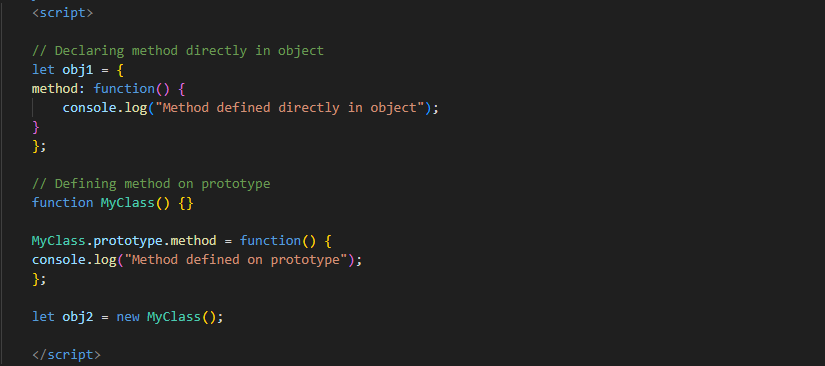 <script>
// Declaring method directly in object
let obj1 = {
method: function() {
console.log("Method defined directly in object");
}
};
// Defining method on prototype
function MyClass() {}
MyClass.prototype.method = function() {
console.log("Method defined on prototype");
};
let obj2 = new MyClass();
</script>